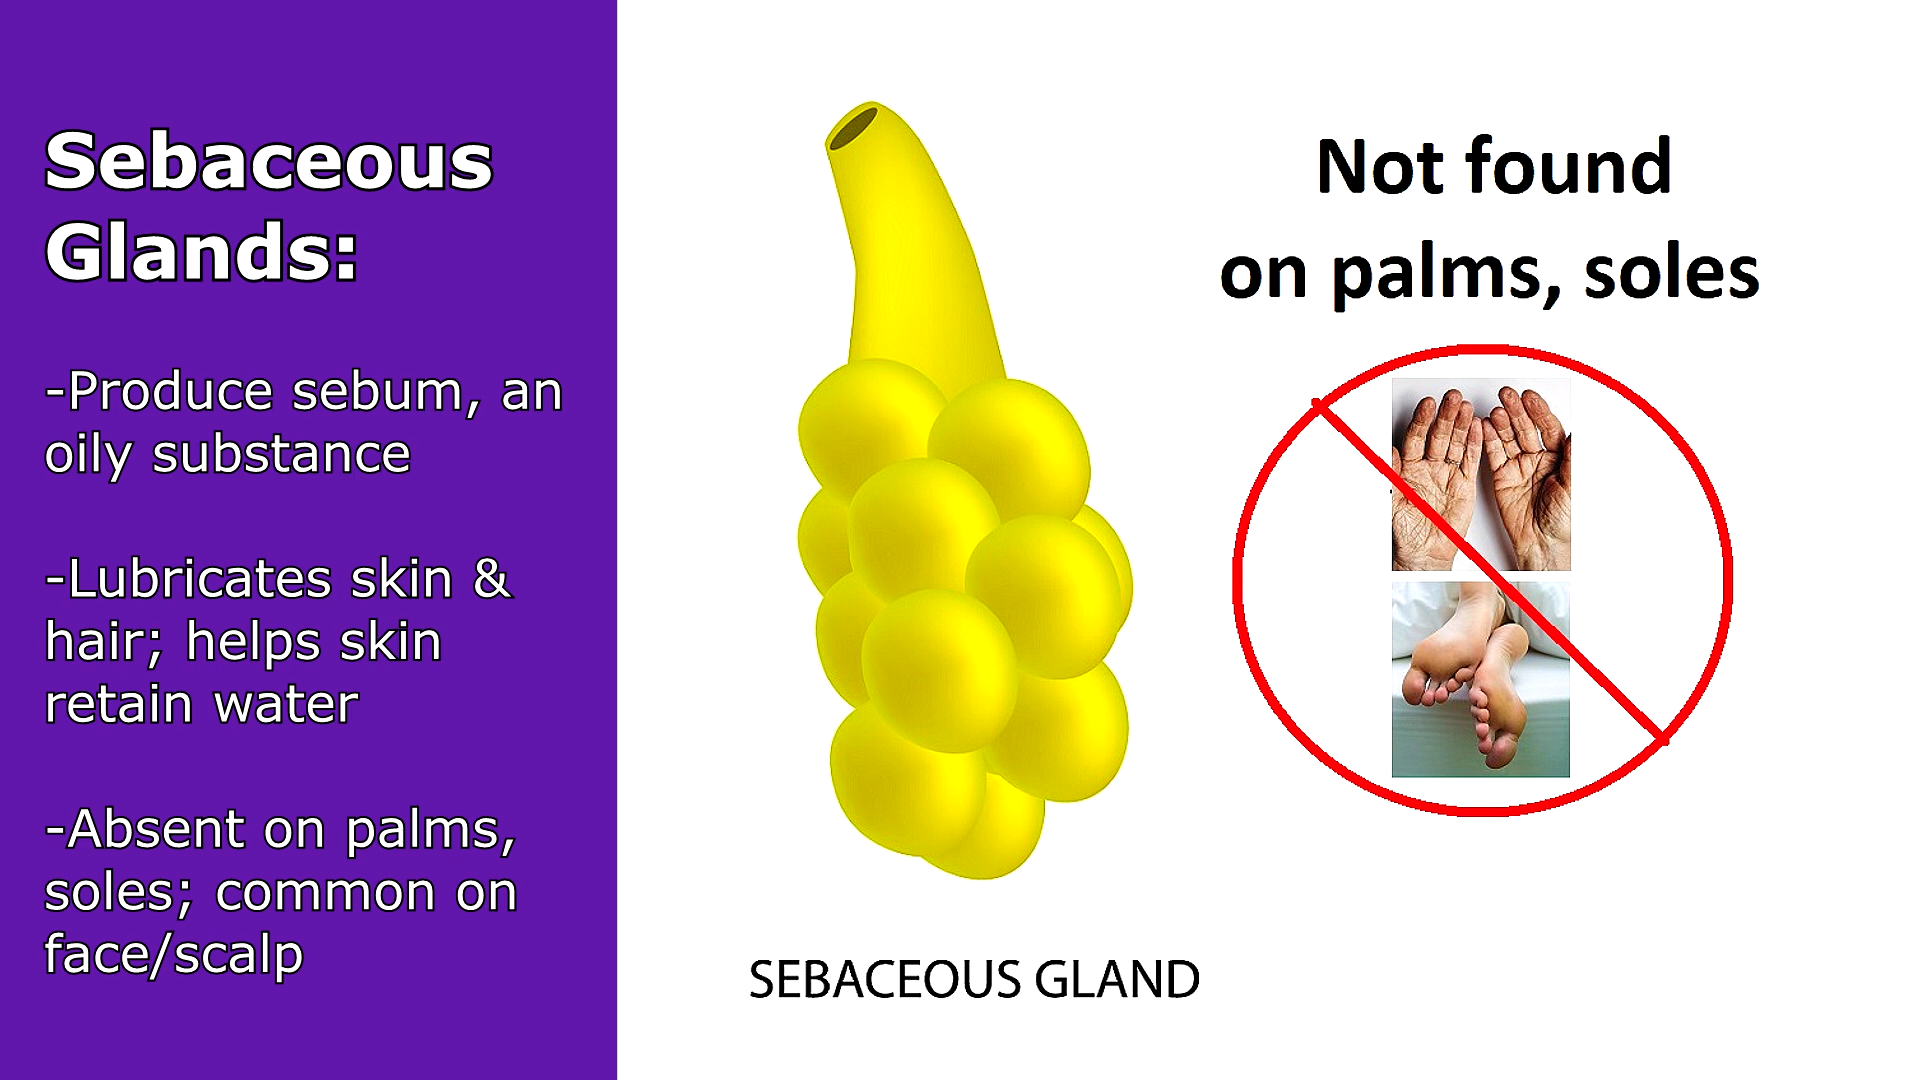 Sebaceous
Glands:
-Produce sebum, an
oily substance
-Lubricates skin &
hair; helps skin
retain water
-Absent on palms,
soles; common on
face/scalp
SEBACEOUS GLAND
Not found
on palms, soles